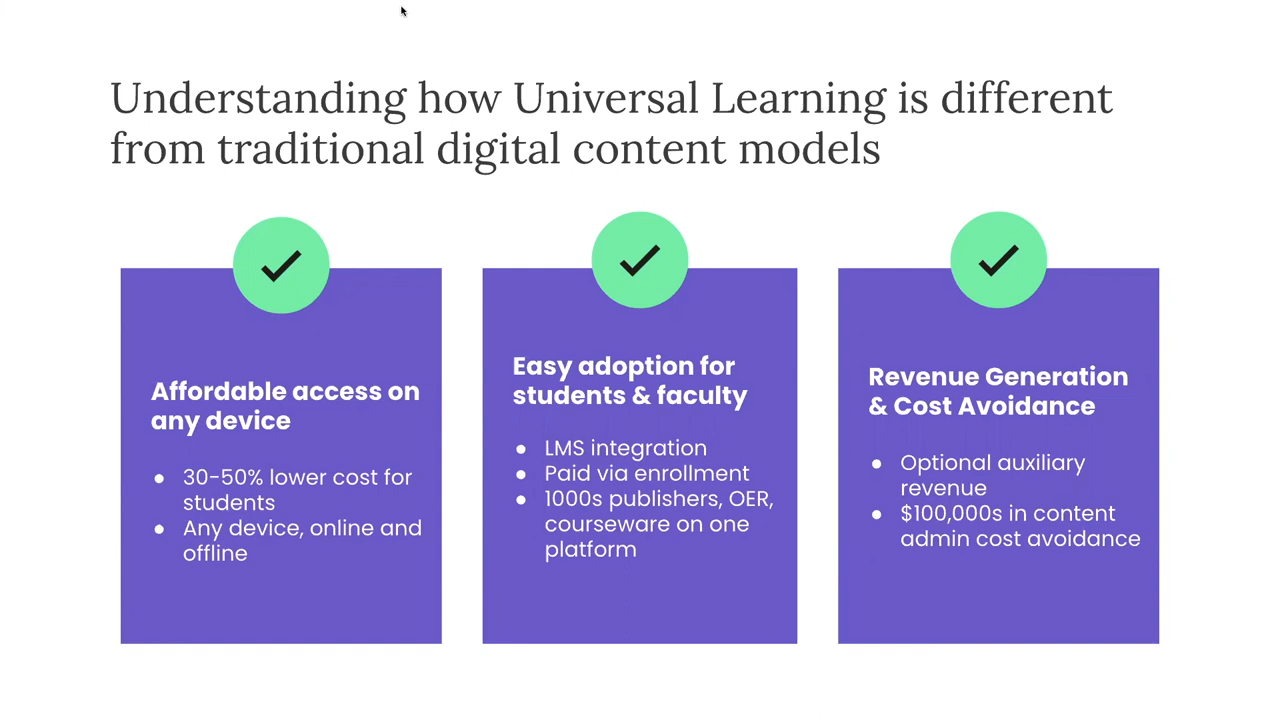 Understanding how Universal Learning is different
from traditional digital content models
Affordable access on
any device
● 30-50% lower cost for
students
● Any device, online and
offline
Easy adoption for
students & faculty
● LMS integration
● Paid via enrollment
● 1000s publishers, OER,
courseware on one
platform
Revenue Generation
& Cost Avoidance
● Optional auxiliary
revenue
● $100,000s in content
admin cost avoidance